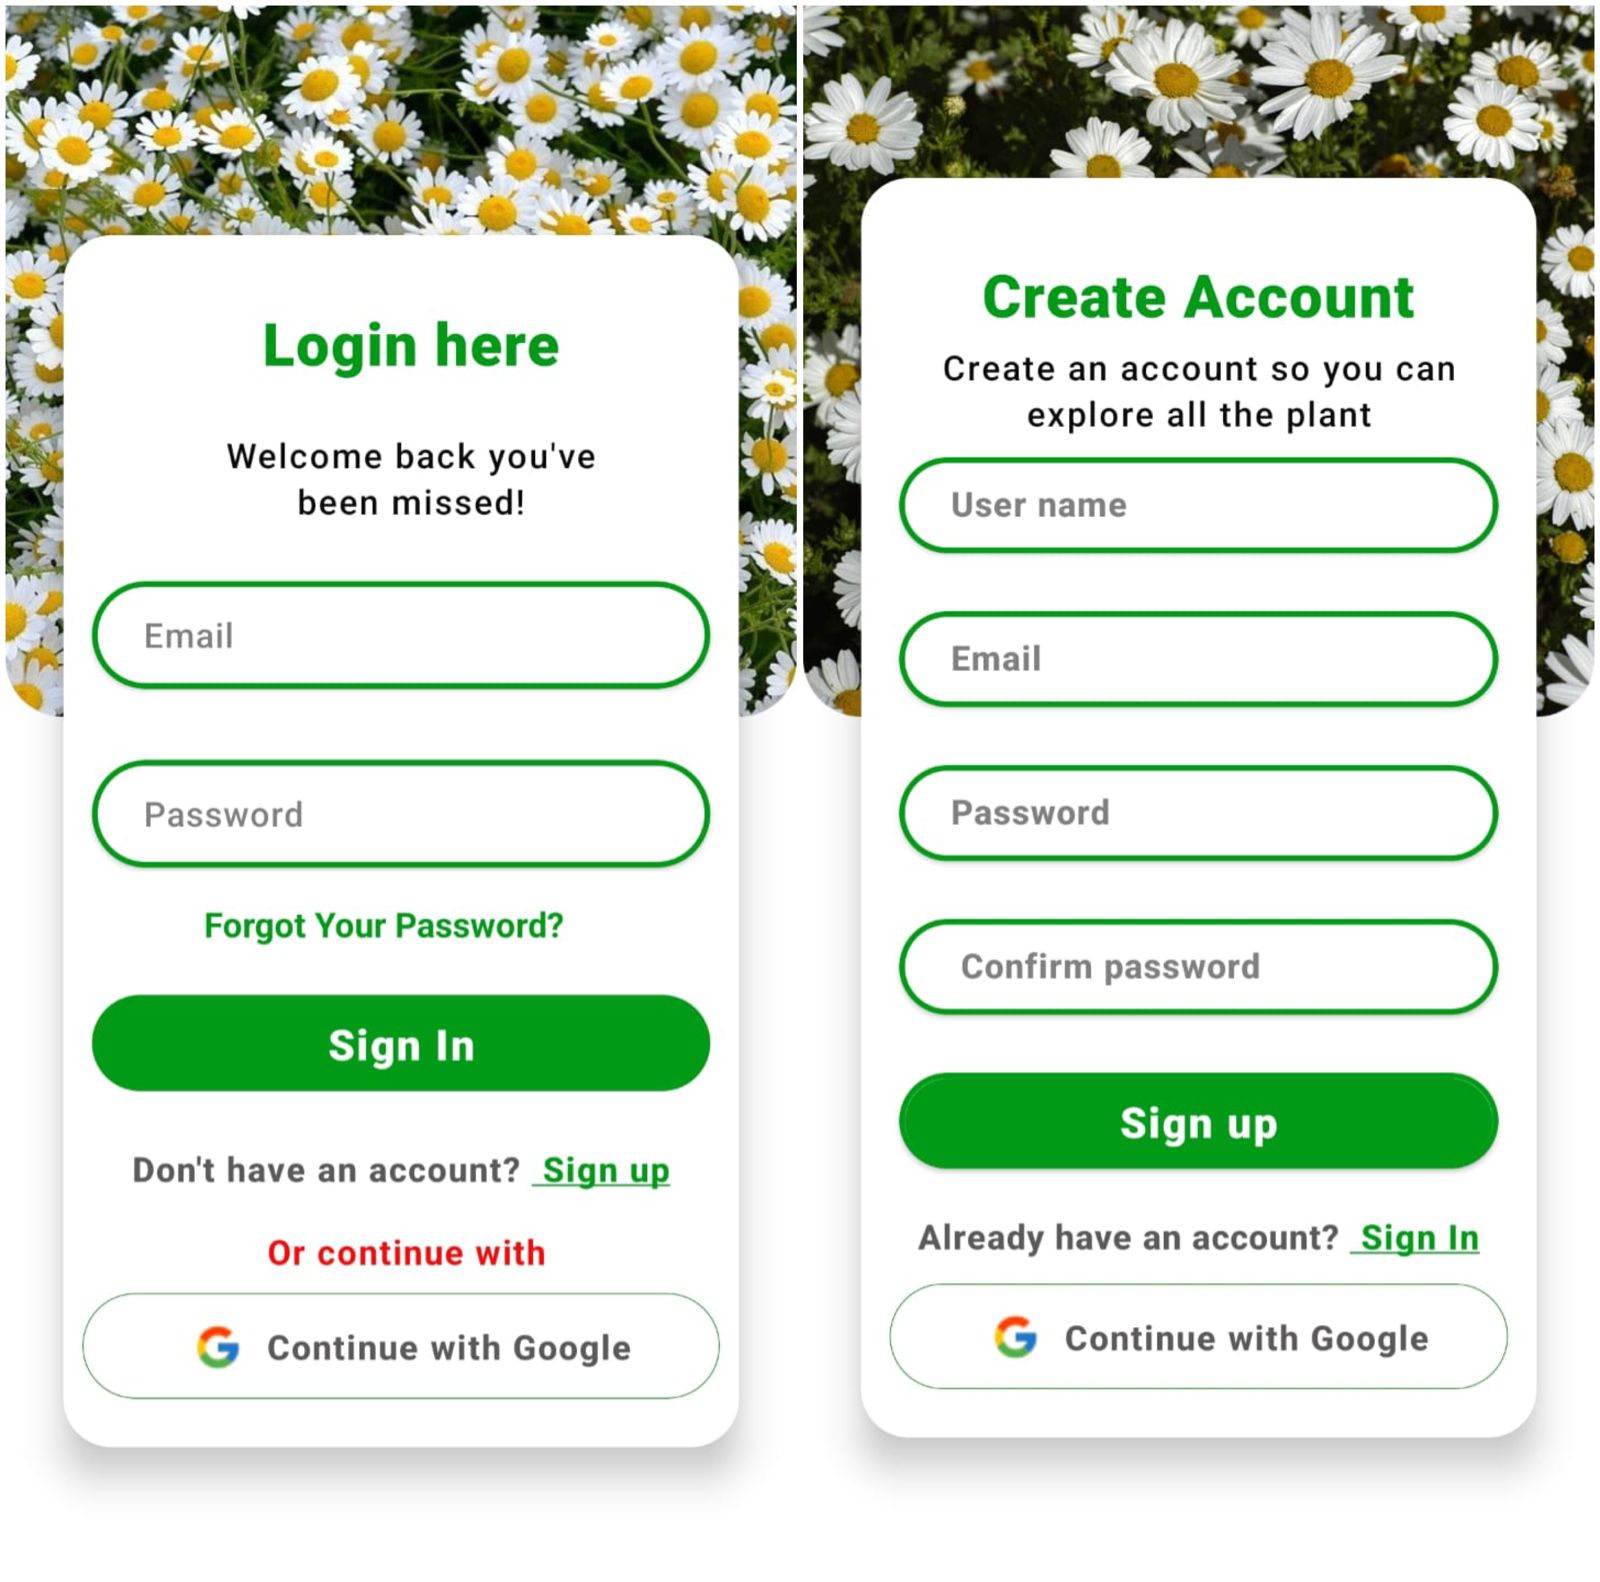 Login here
Welcome back you've
been missed!
Email
Password
Forgot Your Password?
Sign In
Don't have an account? Sign up
Or continue with
Continue with Google
Create Account
Create an account so you can
explore all the plant
User name
Email
Password
Confirm password
Sign up
Already have an account? Sign In
Continue with Google